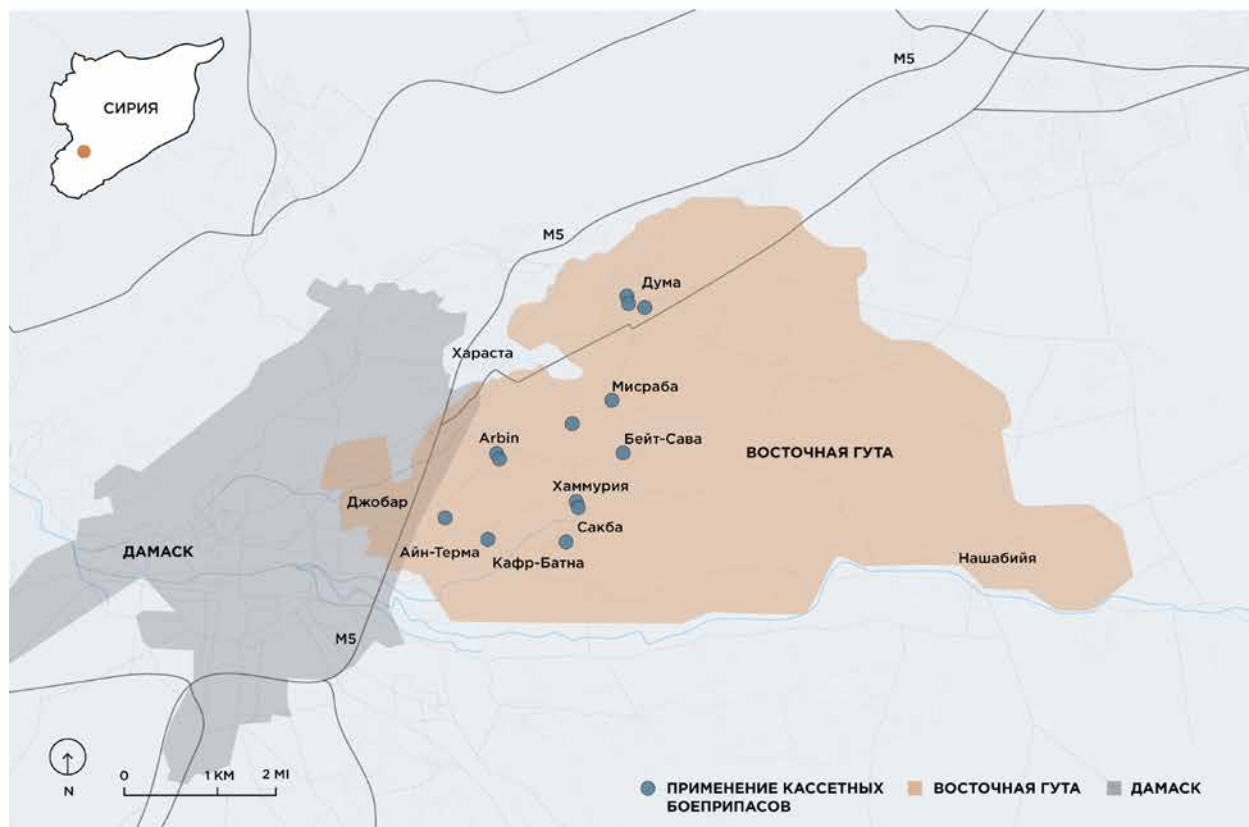 СИРИЯ
M5
M5
Дума
Хараста
Мисраба
Arbin
Бейт-Сава
ВОСТОЧНАЯ ГУТА
Хаммурия
Джобар
Сакба
ДАМАСК
Айн-Терма
Кафр-Батна
Нашабийя
M5
0 1 KM 2 MI
N
ПРИМЕНЕНИЕ КАССЕТНЫХ
БОЕПРИПАСОВ
ВОСТОЧНАЯ ГУТА
ДАМАСК